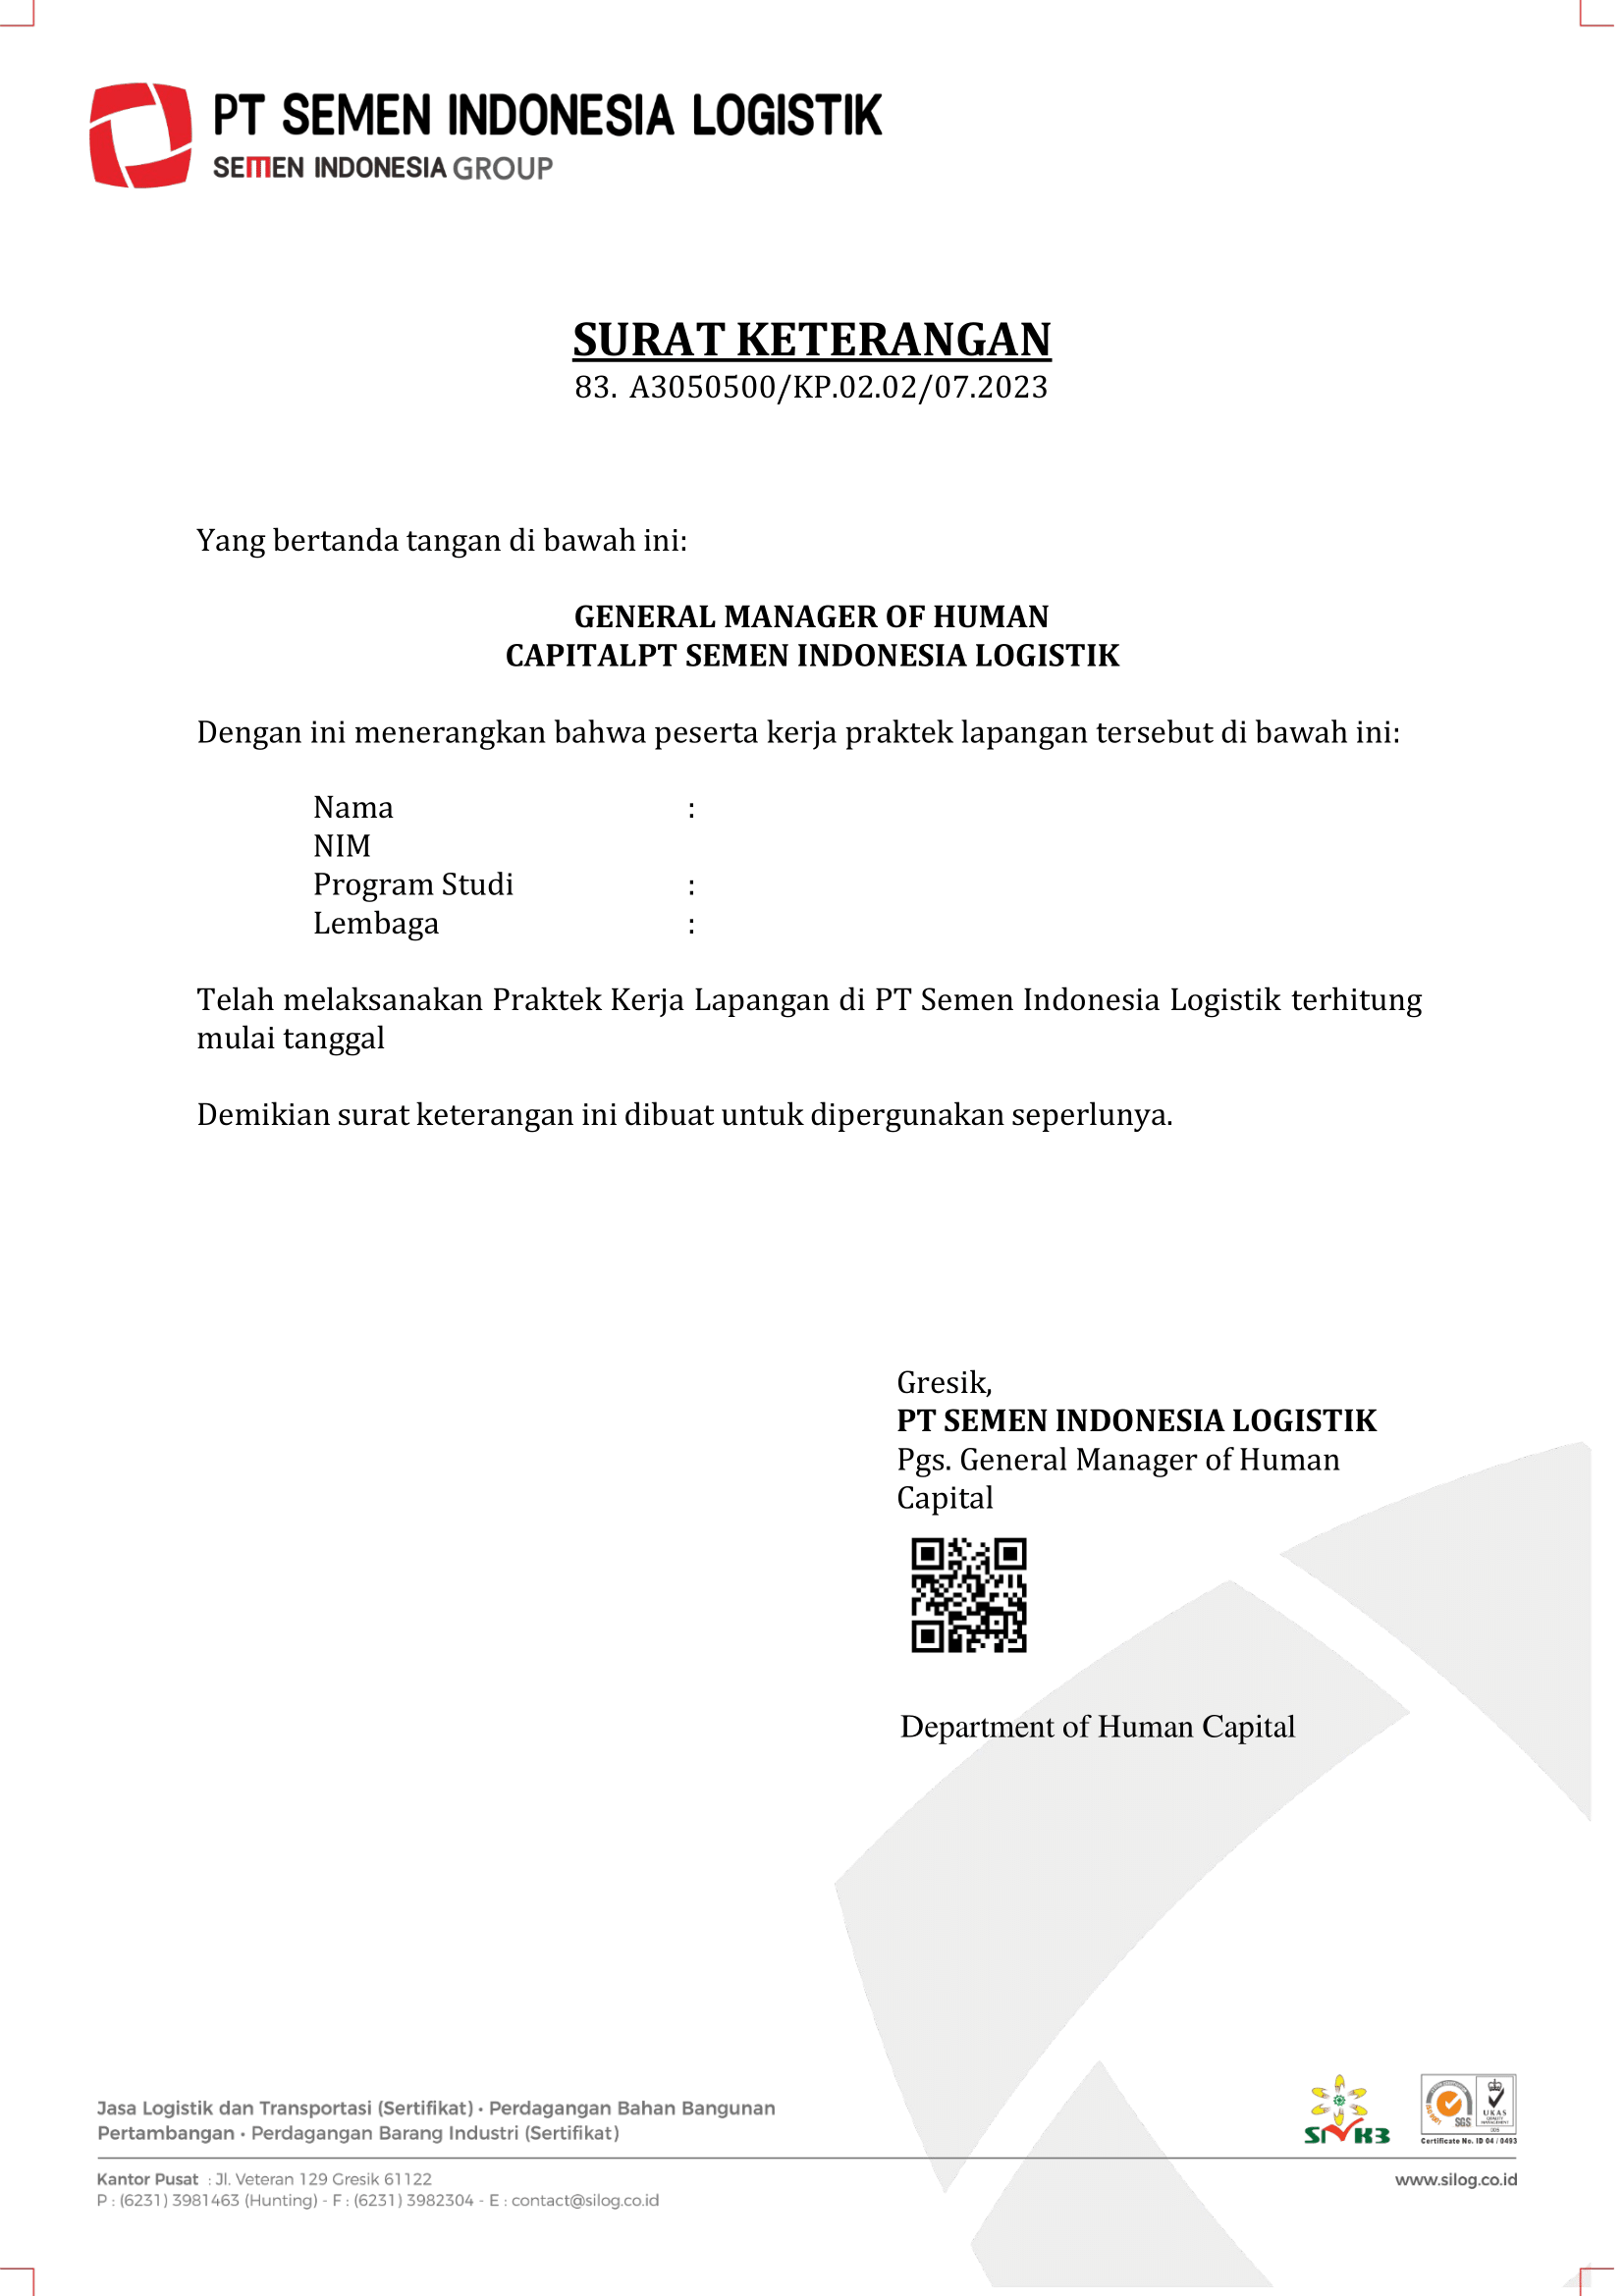 PT SEMEN INDONESIA LOGISTIK
SEMEN INDONESIA GROUP
SURAT KETERANGAN
83. A3050500/KP.02.02/07.2023
Yang bertanda tangan di bawah ini:
GENERAL MANAGER OF HUMAN
CAPITALPT SEMEN INDONESIA LOGISTIK
Dengan ini menerangkan bahwa peserta kerja praktek lapangan tersebut di bawah ini:
Nama :
NIM
Program Studi :
Lembaga :
Telah melaksanakan Praktek Kerja Lapangan di PT Semen Indonesia Logistik terhitung
mulai tanggal
Demikian surat keterangan ini dibuat untuk dipergunakan seperlunya.
Gresik,
PT SEMEN INDONESIA LOGISTIK
Pgs. General Manager of Human
Capital
Department of Human Capital
Jasa Logistik dan Transportasi (Sertifikat) • Perdagangan Bahan Bangunan
Pertambangan • Perdagangan Barang Industri (Sertifikat)
SMK3
SGS
UKAS
Certificate No. ID 04 / 0493
Kantor Pusat : Jl. Veteran 129 Gresik 61122
P : (6231) 3981463 (Hunting) - F : (6231) 3982304 - E : contact@silog.co.id
www.silog.co.id